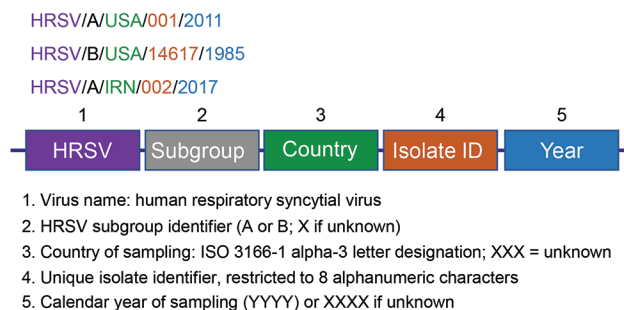 HRSV/A/USA/001/2011
HRSV/B/USA/14617/1985
HRSV/A/IRN/002/2017
1 2 3 4 5
HRSV Subgroup Country Isolate ID Year
1. Virus name: human respiratory syncytial virus
2. HRSV subgroup identifier (A or B; X if unknown)
3. Country of sampling: ISO 3166-1 alpha-3 letter designation; XXX = unknown
4. Unique isolate identifier, restricted to 8 alphanumeric characters
5. Calendar year of sampling (YYYY) or XXXX if unknown